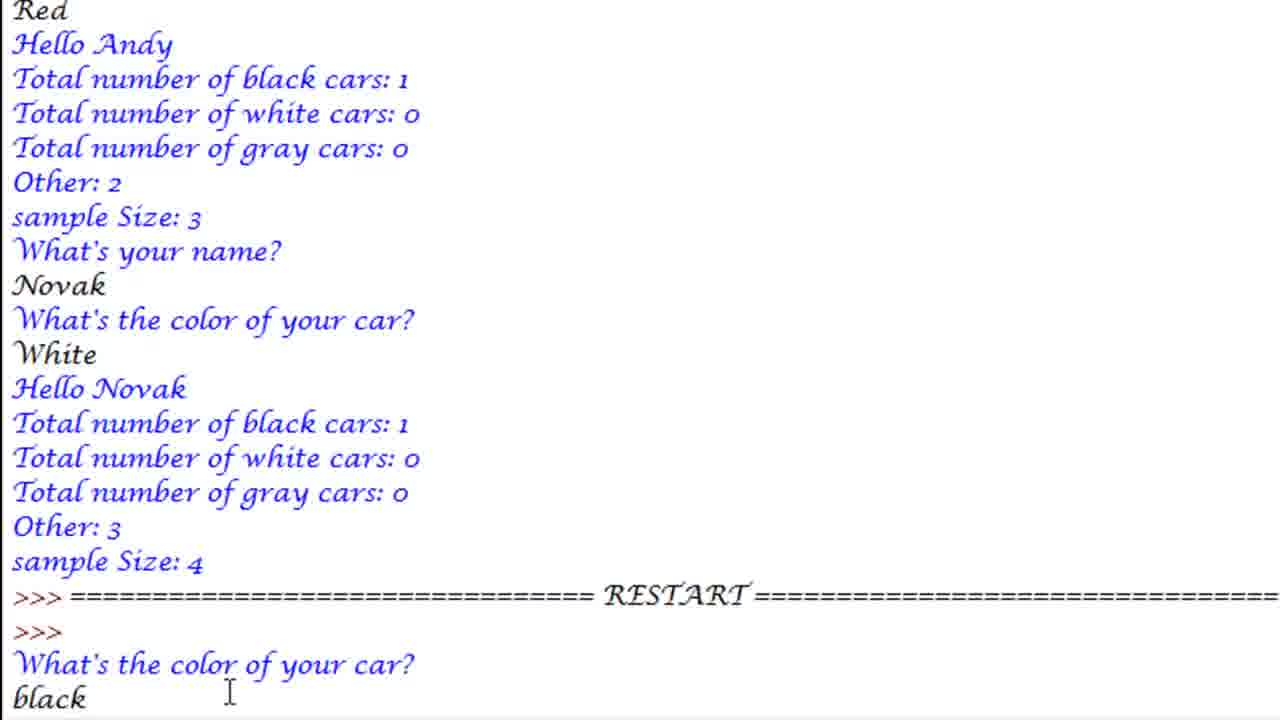 Red
Hello Andy
Total number of black cars: 1
Total number of white cars: 0
Total number of gray cars: 0
Other: 2
sample Size: 3
What's your name?
Novak
What's the color of your car?
White
Hello Novak
Total number of black cars: 1
Total number of white cars: 0
Total number of gray cars: 0
Other: 3
sample Size: 4
>>> ================================ RESTART ================================
>>>
What's the color of your car?
black